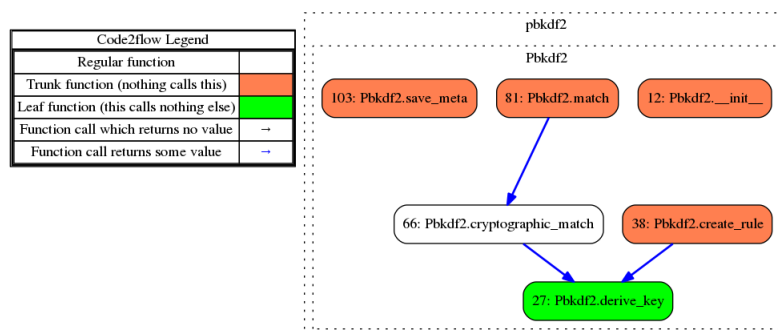 Code2flow Legend
Regular function
Trunk function (nothing calls this)
Leaf function (this calls nothing else)
Function call which returns no value →
Function call returns some value →
pbkdf2
Pbkdf2
103: Pbkdf2.save_meta
81: Pbkdf2.match
12: Pbkdf2.__init__
66: Pbkdf2.cryptographic_match
38: Pbkdf2.create_rule
27: Pbkdf2.derive_key